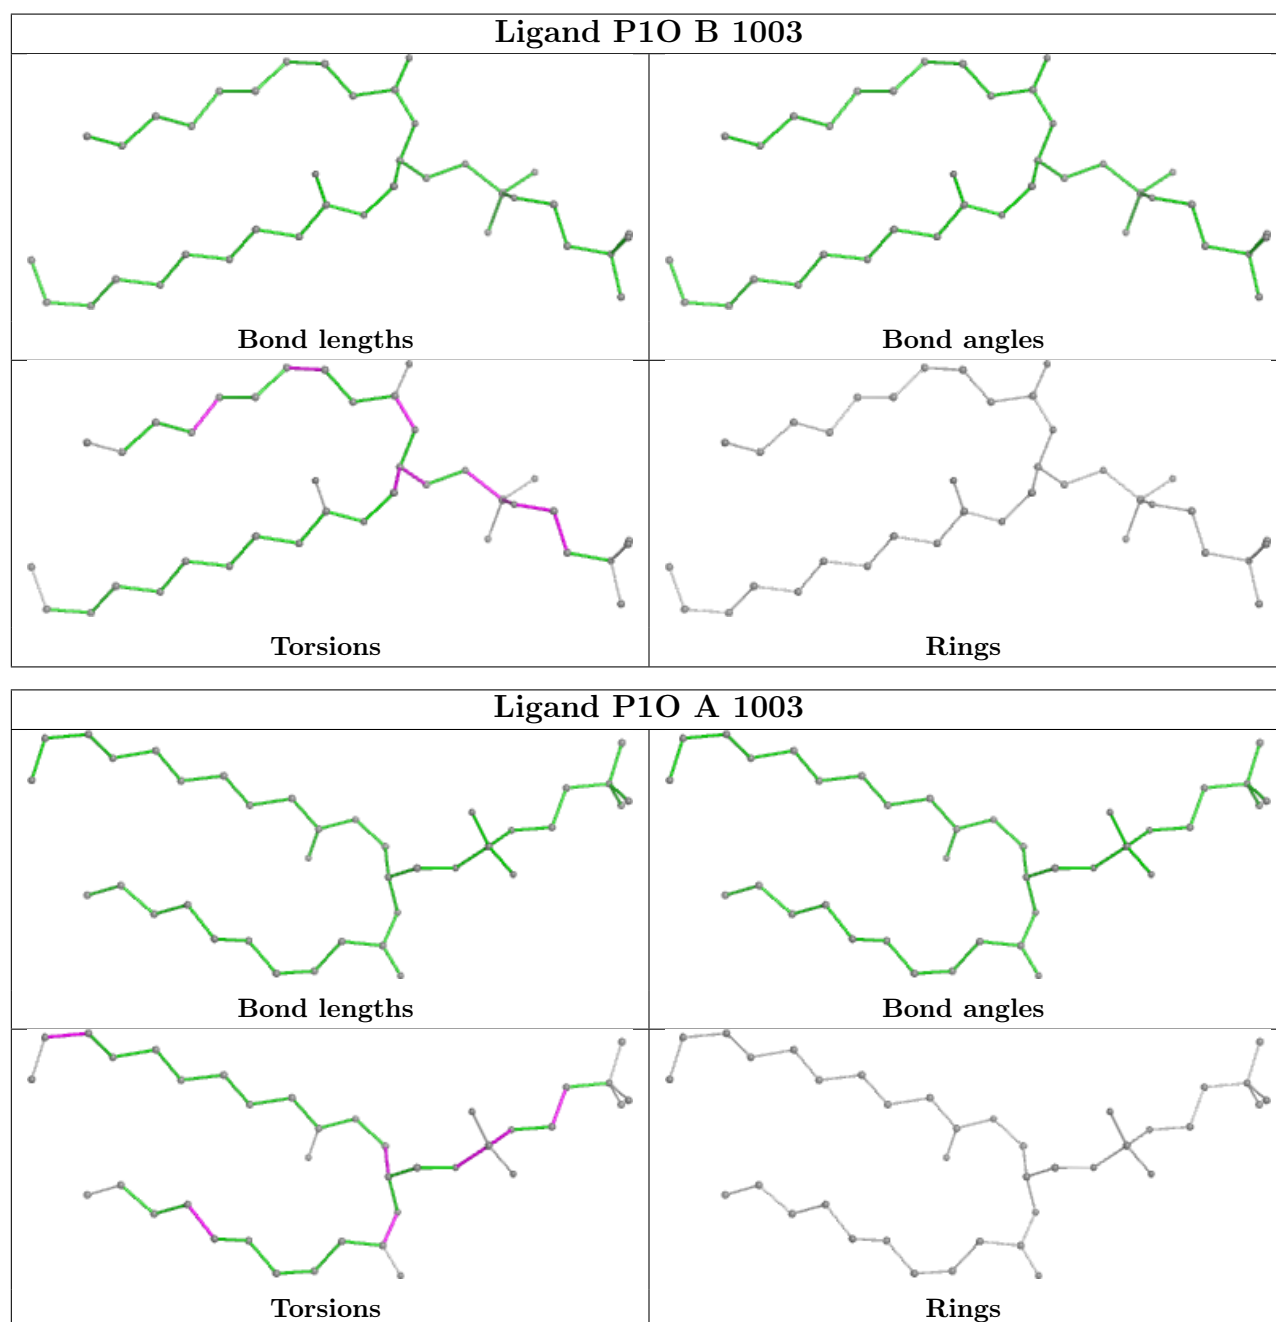 Ligand P1O B 1003
Bond lengths
Bond angles
Torsions
Rings
Ligand P1O A 1003
Bond lengths
Bond angles
Torsions
Rings